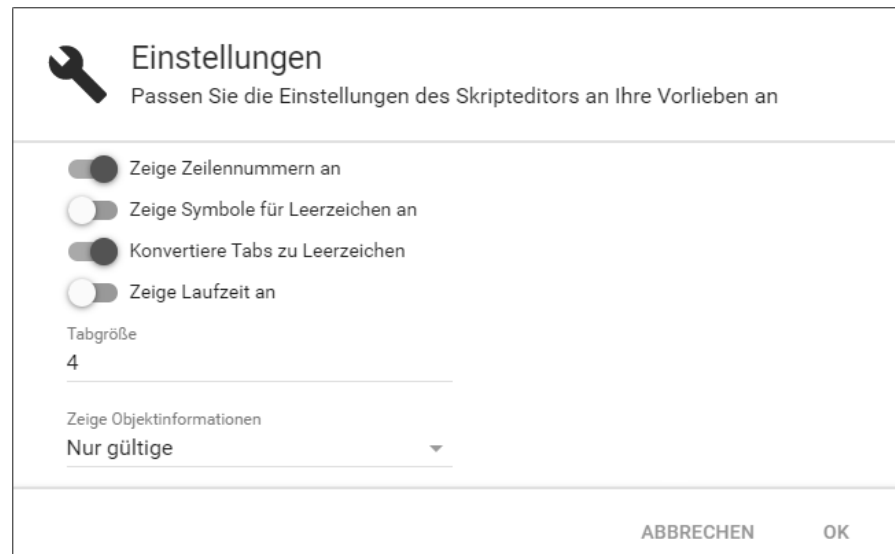 Einstellungen
Passen Sie die Einstellungen des Skripteditors an Ihre Vorlieben an
Zeige Zeilennummern an
Zeige Symbole für Leerzeichen an
Konvertiere Tabs zu Leerzeichen
Zeige Laufzeit an
Tabgröße
4
Zeige Objektinformationen
Nur gültige
ABBRECHEN OK